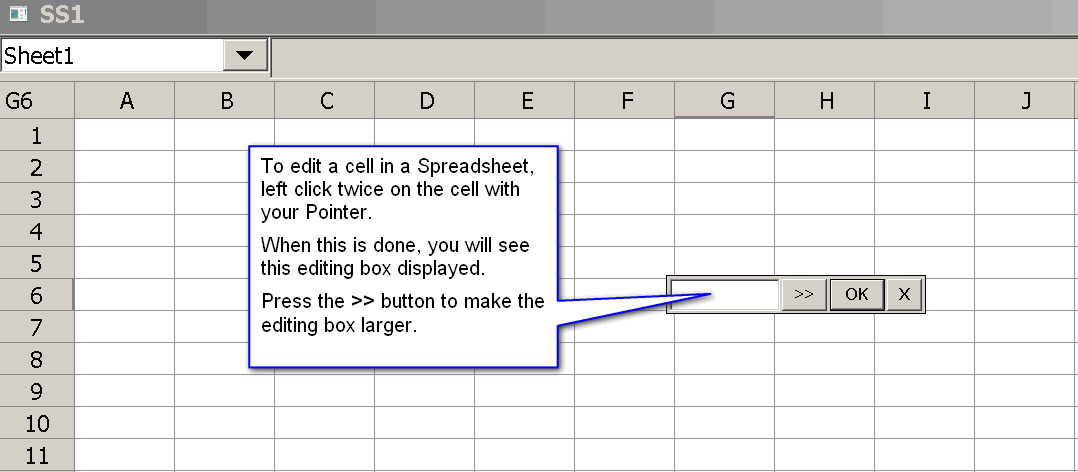 SS1
Sheet1
G6 A B C D E F G H I J
1
2
To edit a cell in a Spreadsheet,
left click twice on the cell with
your Pointer.
When this is done, you will see
this editing box displayed.
Press the >> button to make the
editing box larger.
3
4
5
6
>> OK X
7
8
9
10
11